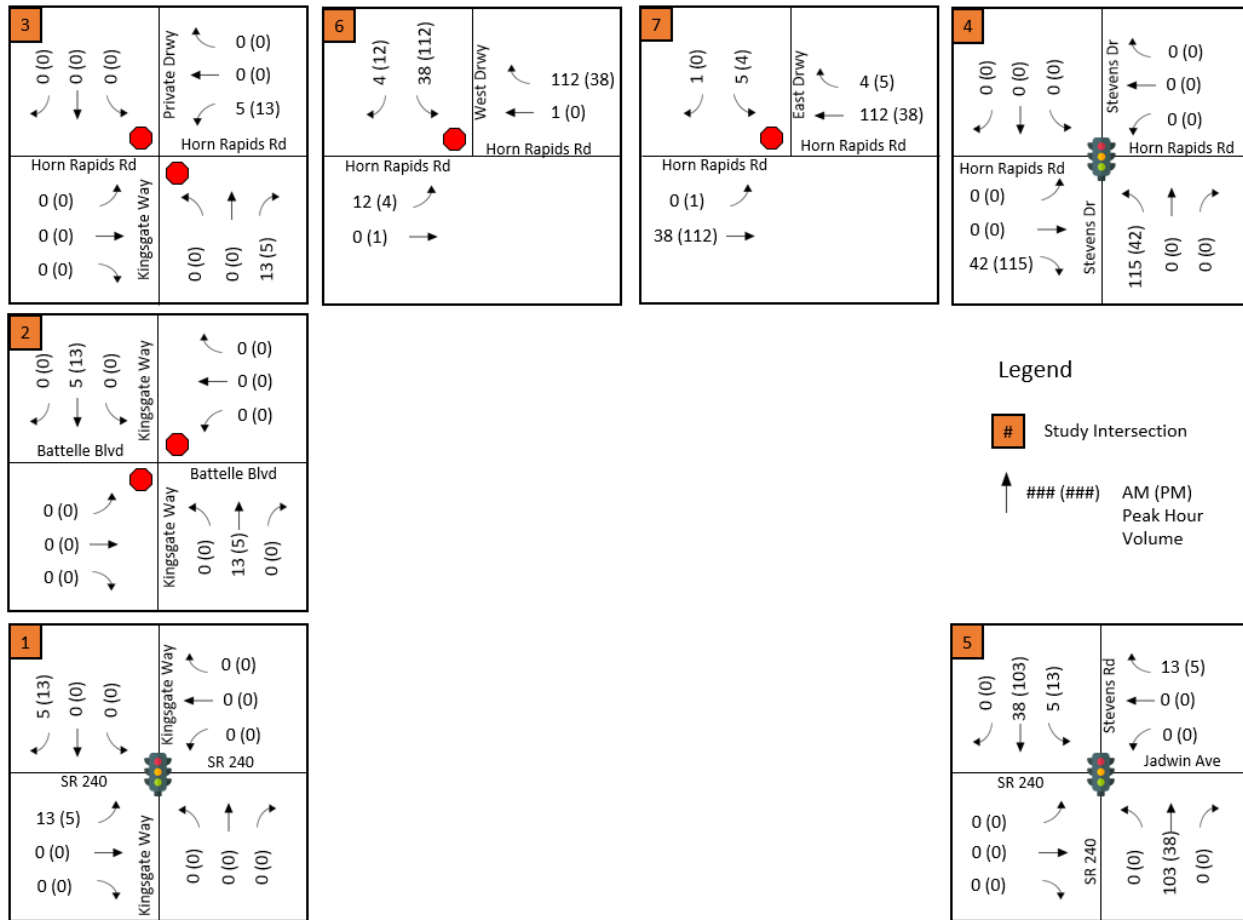 3
0 (0)
0 (0)
0 (0)
Private Drwy
0 (0)
0 (0)
5 (13)
Horn Rapids Rd
Horn Rapids Rd
0 (0)
0 (0)
0 (0)
Kingsgate Way
0 (0)
0 (0)
13 (5)
6
4 (12)
38 (112)
West Drwy
112 (38)
1 (0)
Horn Rapids Rd
Horn Rapids Rd
12 (4)
0 (1)
7
1 (0)
5 (4)
East Drwy
4 (5)
112 (38)
Horn Rapids Rd
Horn Rapids Rd
0 (1)
38 (112)
4
0 (0)
0 (0)
0 (0)
Stevens Dr
0 (0)
0 (0)
0 (0)
Horn Rapids Rd
Horn Rapids Rd
0 (0)
0 (0)
42 (115)
Stevens Dr
115 (42)
0 (0)
0 (0)
2
0 (0)
5 (13)
0 (0)
Kingsgate Way
0 (0)
0 (0)
0 (0)
Battelle Blvd
Battelle Blvd
0 (0)
0 (0)
0 (0)
Kingsgate Way
0 (0)
13 (5)
0 (0)
Legend
# Study Intersection
### (###) AM (PM)
Peak Hour
Volume
1
5 (13)
0 (0)
0 (0)
Kingsgate Way
0 (0)
0 (0)
0 (0)
SR 240
SR 240
13 (5)
0 (0)
0 (0)
Kingsgate Way
0 (0)
0 (0)
0 (0)
5
0 (0)
38 (103)
5 (13)
Stevens Rd
13 (5)
0 (0)
0 (0)
Jadwin Ave
SR 240
0 (0)
0 (0)
0 (0)
SR 240
0 (0)
103 (38)
0 (0)